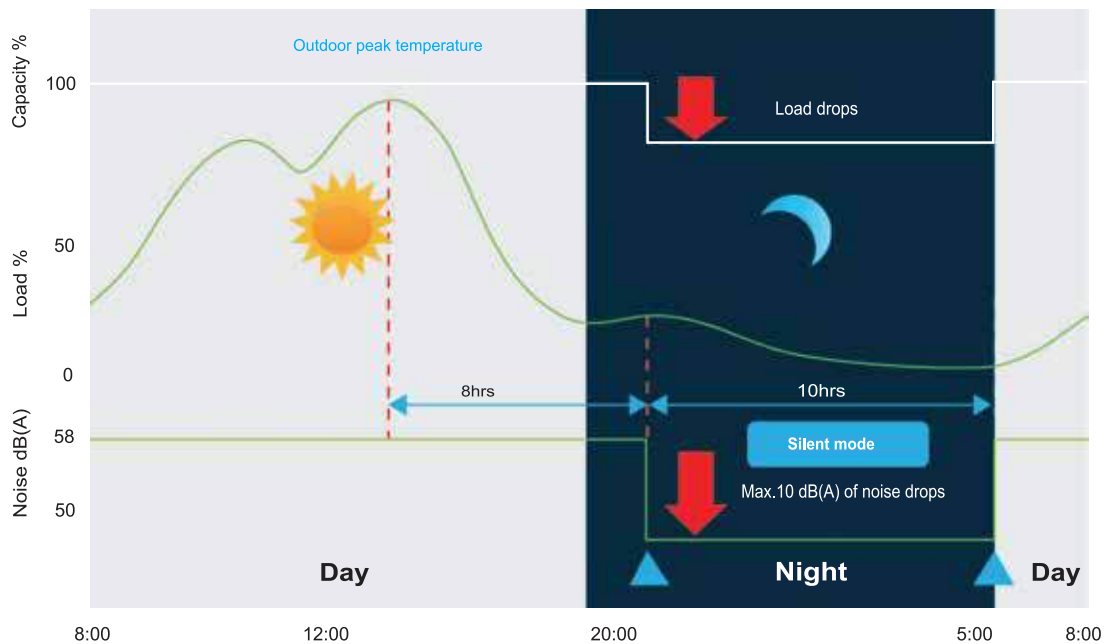 Outdoor peak temperature
Capacity %
100
Load drops
50
Load %
0
8hrs
10hrs
Noise dB(A)
58
Silent mode
Max.10 dB(A) of noise drops
50
Day
Night
Day
8:00
12:00
20:00
5:00
8:00